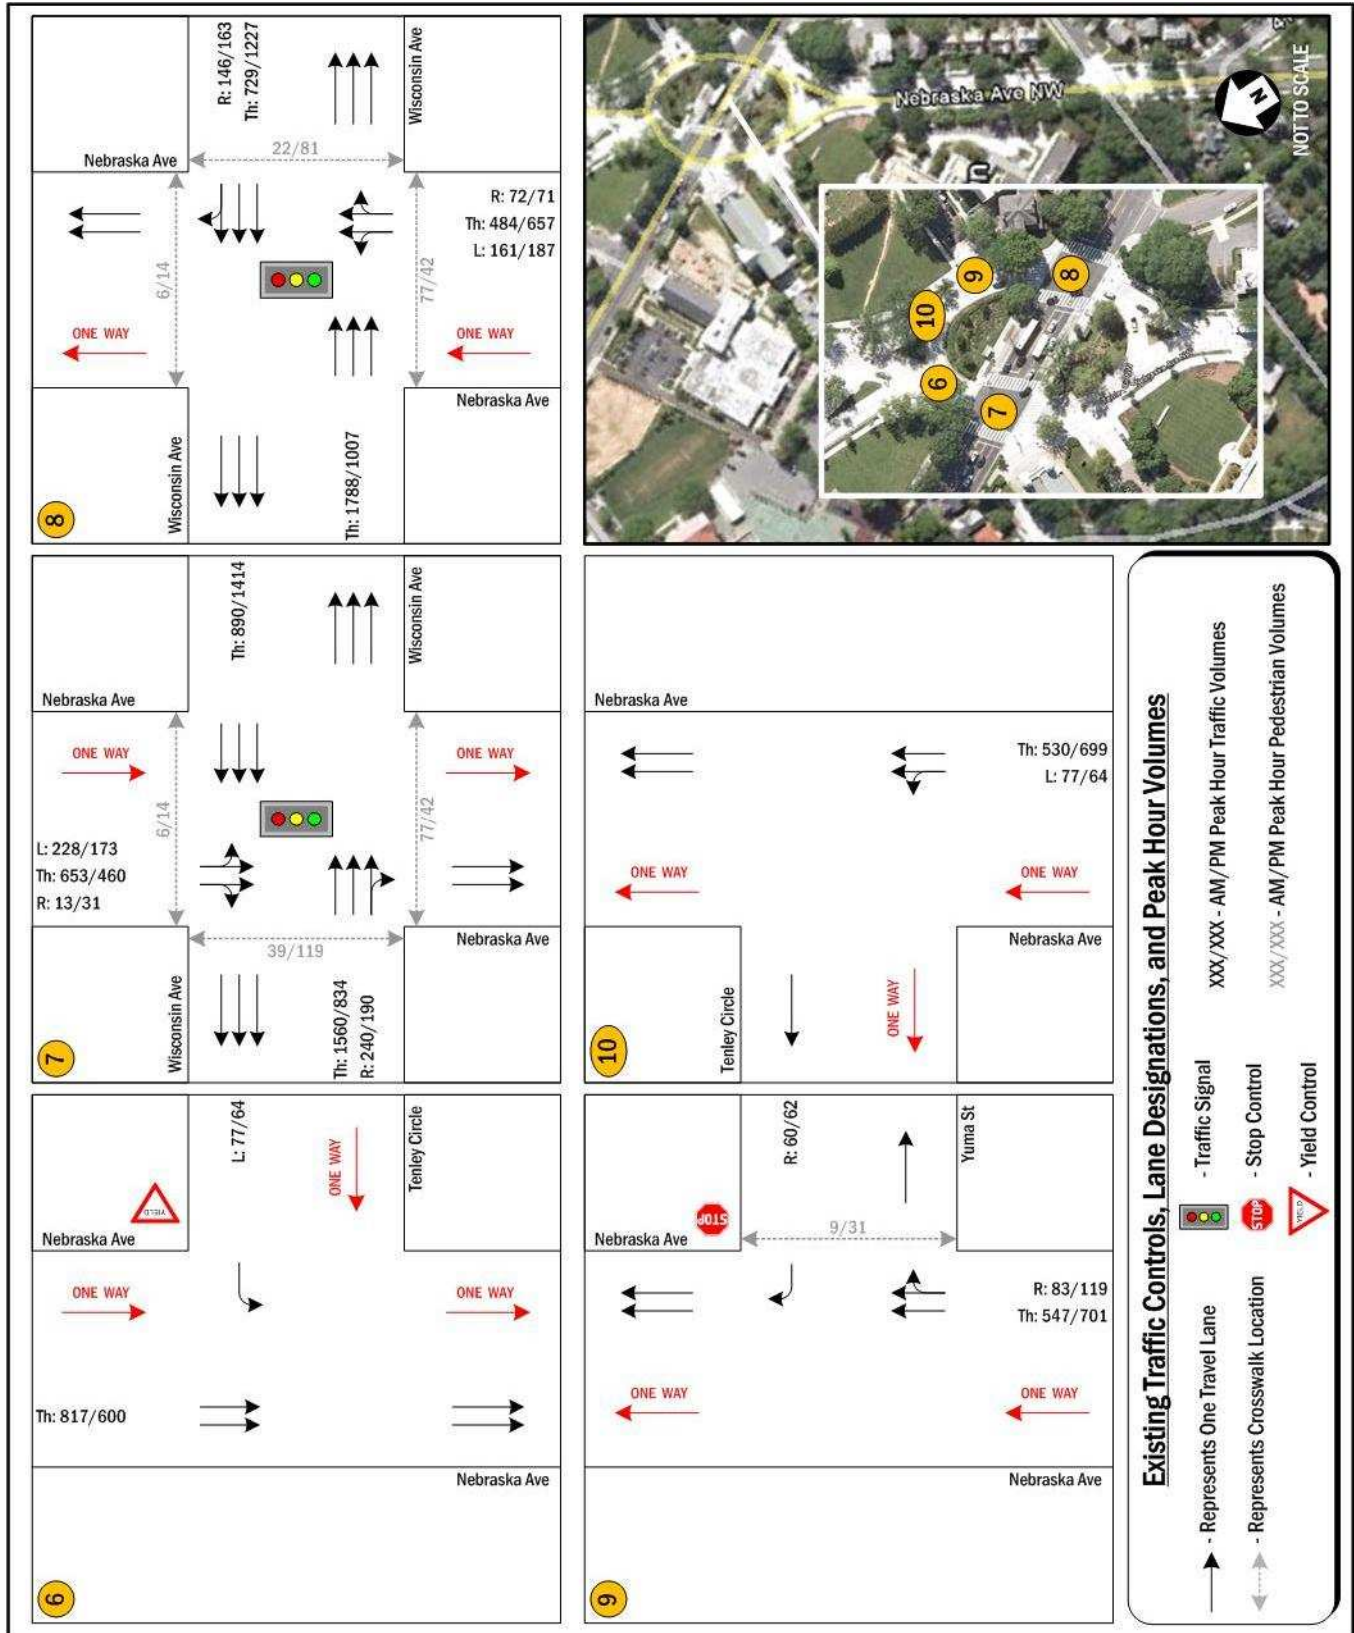 6
Nebraska Ave
YIELD
L: 77/64
ONE WAY
ONE WAY
ONE WAY
Th: 817/600
Tenley Circle
Nebraska Ave
7
Nebraska Ave
Th: 890/1414
ONE WAY
ONE WAY
6/14
77/42
L: 228/173
Th: 653/460
R: 13/31
39/119
Wisconsin Ave
Wisconsin Ave
Th: 1560/834
R: 240/190
Nebraska Ave
8
Nebraska Ave
R: 146/163
Th: 729/1227
Wisconsin Ave
22/81
R: 72/71
Th: 484/657
L: 161/187
6/14
77/42
ONE WAY
ONE WAY
Wisconsin Ave
Th: 1788/1007
Nebraska Ave
9
Nebraska Ave
STOP
R: 60/62
9/31
Yuma St
R: 83/119
Th: 547/701
ONE WAY
ONE WAY
Nebraska Ave
10
Nebraska Ave
Th: 530/699
L: 77/64
ONE WAY
ONE WAY
ONE WAY
Tenley Circle
Nebraska Ave
Nebraska Ave NW
N
NOT TO SCALE
6
7
8
9
10
Existing Traffic Controls, Lane Designations, and Peak Hour Volumes
- Represents One Travel Lane
- Represents Crosswalk Location
- Traffic Signal
STOP
- Stop Control
YIELD
- Yield Control
XXX/XXX - AM/PM Peak Hour Traffic Volumes
XXX/XXX - AM/PM Peak Hour Pedestrian Volumes